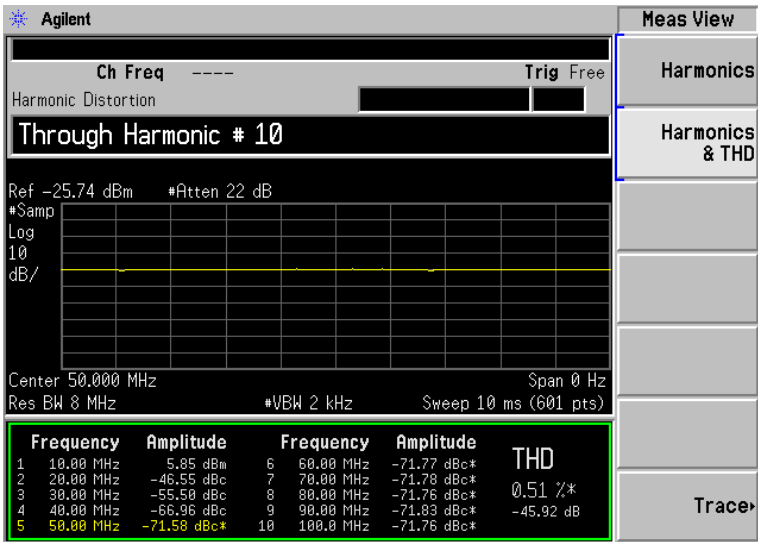 Agilent
Meas View
Ch Freq ---- Trig Free
Harmonic Distortion
Through Harmonic # 10
Ref -25.74 dBm #Atten 22 dB
#Samp
Log
10
dB/
Center 50.000 MHz Span 0 Hz
Res BW 8 MHz #VBW 2 kHz Sweep 10 ms (601 pts)
Frequency Amplitude Frequency Amplitude THD
1 10.00 MHz 5.85 dBm 6 60.00 MHz -71.77 dBc*
2 20.00 MHz -46.55 dBc 7 70.00 MHz -71.78 dBc*
3 30.00 MHz -55.50 dBc 8 80.00 MHz -71.76 dBc* 0.51 %*
4 40.00 MHz -66.96 dBc 9 90.00 MHz -71.83 dBc* -45.92 dB
5 50.00 MHz -71.58 dBc* 10 100.0 MHz -71.76 dBc*
Harmonics
Harmonics
& THD
Trace▸